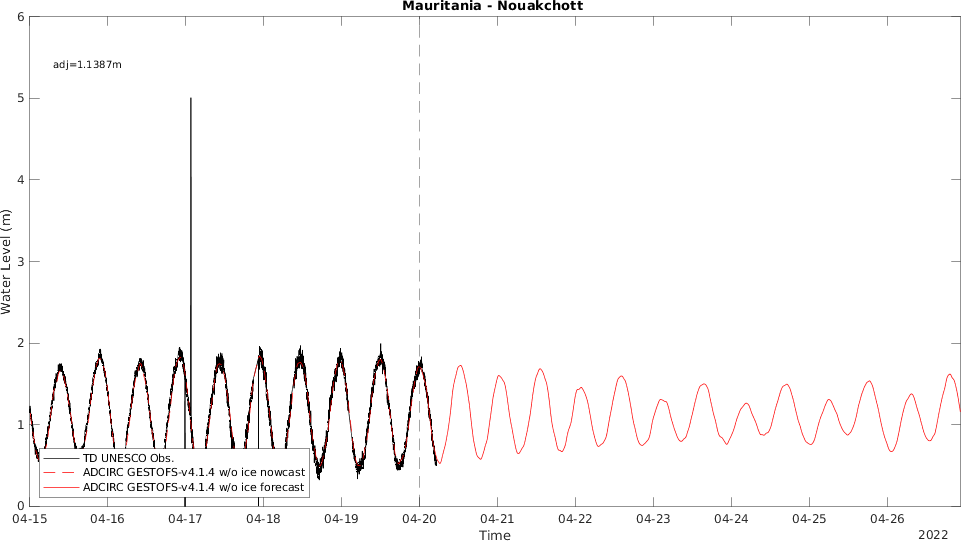 Mauritania - Nouakchott
6
adj=1.1387m
5
4
3
Water Level (m)
2
1
TD UNESCO Obs.
ADCIRC GESTOFS-v4.1.4 w/o ice nowcast
ADCIRC GESTOFS-v4.1.4 w/o ice forecast
0
04-15 04-16 04-17 04-18 04-19 04-20 04-21 04-22 04-23 04-24 04-25 04-26
Time
2022